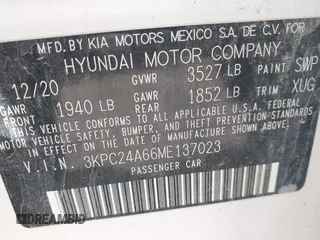 BY KIA MOTORS MEXICO S.A DE C.V. FOR
HYUNDAI MOTOR COMPANY
12/20 GVWR 3527 LB PAINT SWP
GAWR FRONT 1940 LB GAWR REAR 1852 LB TRIM XUG
THIS VEHICLE CONFORMS TO ALL APPLICABLE
MOTOR VEHICLE SAFETY, BUMPER, AND THEFT PREVENTION
STANDARDS IN EFFECT ON THE DATE OF MANUFACTURE SHOWN ABOVE
V.I.N. 3KPC24A66ME137023
PASSENGER CAR
DREAMBID